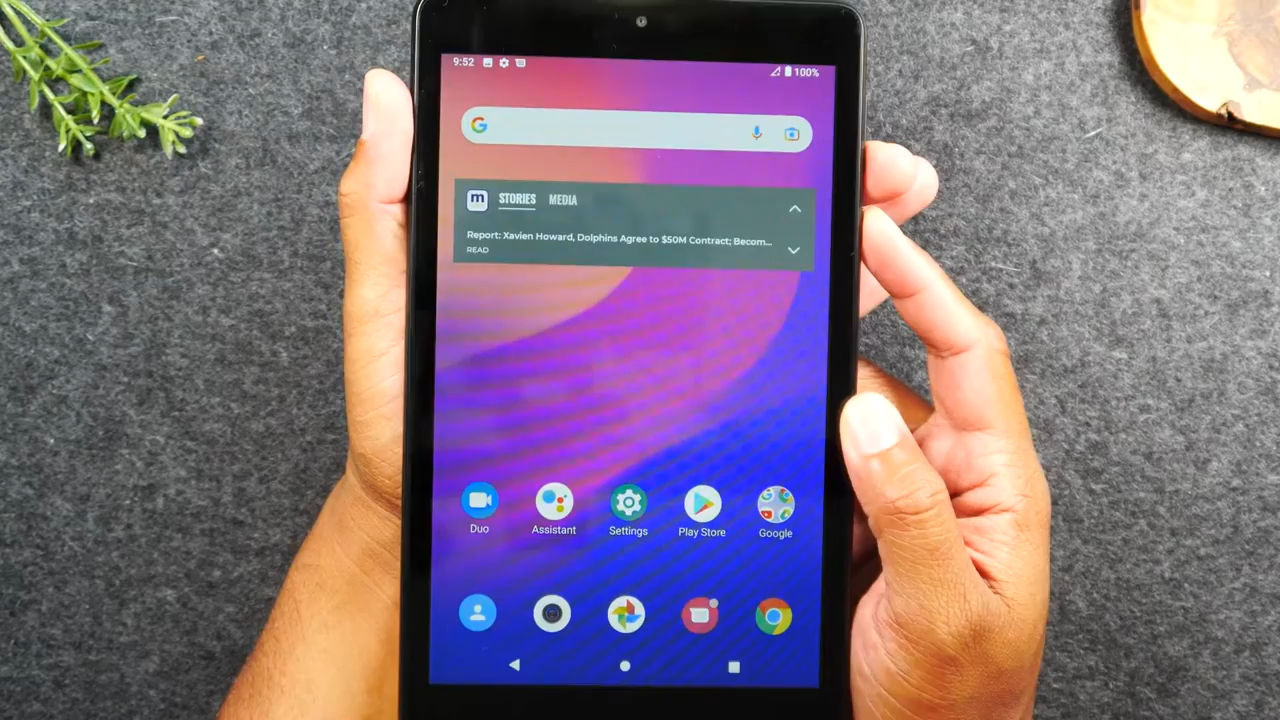 9:52
100%
G
m STORIES MEDIA
Report: Xavien Howard, Dolphins Agree to $50M Contract; Becom...
READ
Duo Assistant Settings Play Store Google